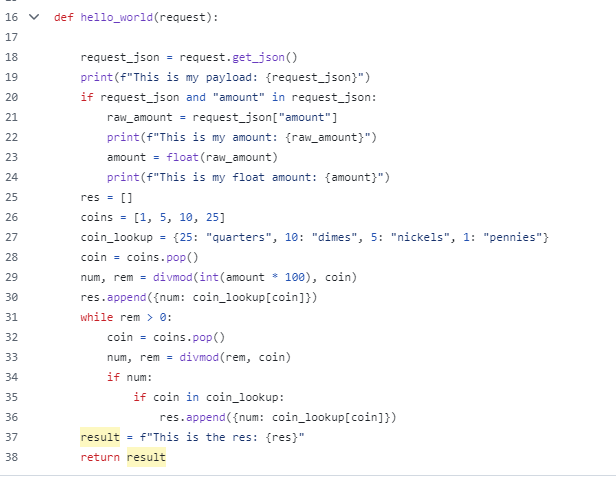 16 def hello_world(request):
17
18     request_json = request.get_json()
19     print(f"This is my payload: {request_json}")
20     if request_json and "amount" in request_json:
21         raw_amount = request_json["amount"]
22         print(f"This is my amount: {raw_amount}")
23         amount = float(raw_amount)
24         print(f"This is my float amount: {amount}")
25     res = []
26     coins = [1, 5, 10, 25]
27     coin_lookup = {25: "quarters", 10: "dimes", 5: "nickels", 1: "pennies"}
28     coin = coins.pop()
29     num, rem = divmod(int(amount * 100), coin)
30     res.append({num: coin_lookup[coin]})
31     while rem > 0:
32         coin = coins.pop()
33         num, rem = divmod(rem, coin)
34         if num:
35             if coin in coin_lookup:
36                 res.append({num: coin_lookup[coin]})
37     result = f"This is the res: {res}"
38     return result